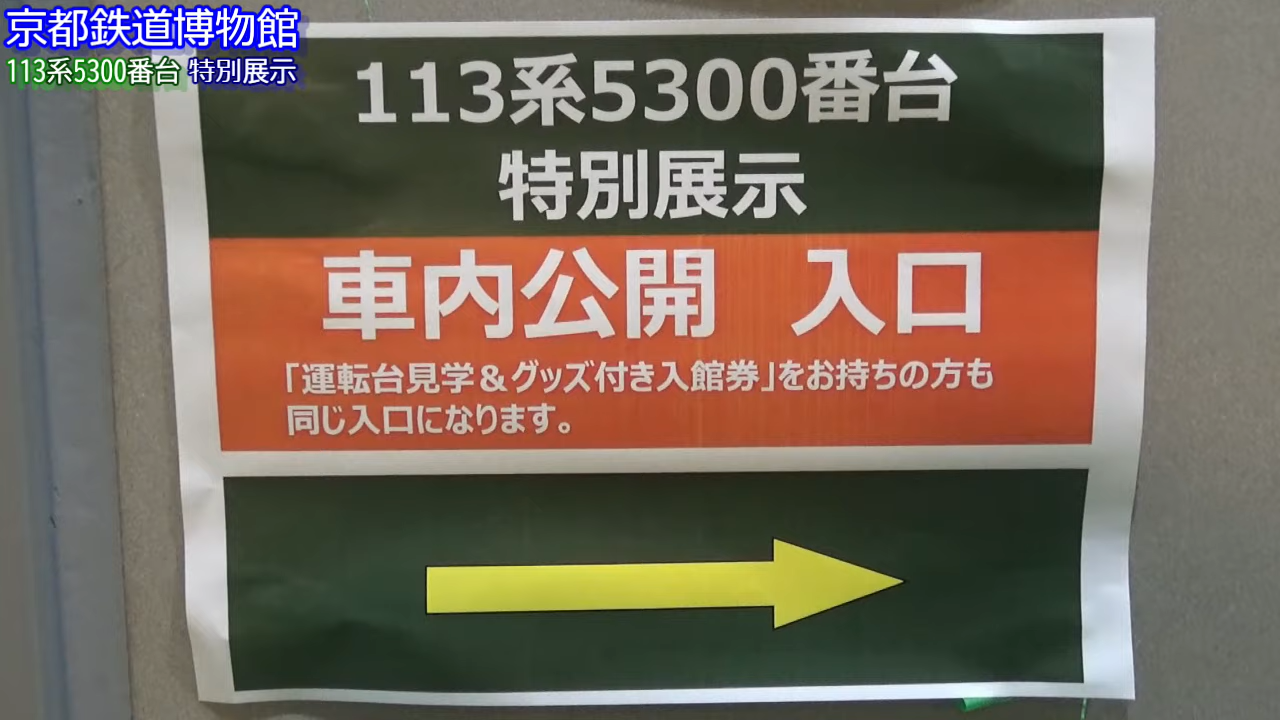 京都鉄道博物館
113系5300番台 特別展示
113系5300番台
特別展示
車内公開　入口
「運転台見学＆グッズ付き入館券」をお持ちの方も
同じ入口になります。